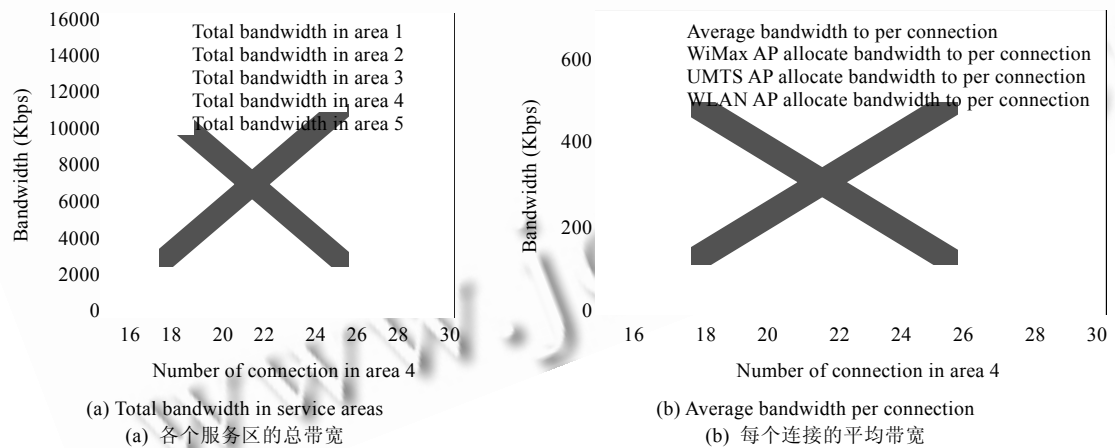 16000
14000
12000
10000
8000
6000
4000
2000
0
Bandwidth (Kbps)
Total bandwidth in area 1
Total bandwidth in area 2
Total bandwidth in area 3
Total bandwidth in area 4
Total bandwidth in area 5
16 18 20 22 24 26 28 30
Number of connection in area 4
(a) Total bandwidth in service areas
(a) 各个服务区的总带宽
600
400
200
0
Bandwidth (Kbps)
Average bandwidth to per connection
WiMax AP allocate bandwidth to per connection
UMTS AP allocate bandwidth to per connection
WLAN AP allocate bandwidth to per connection
16 18 20 22 24 26 28 30
Number of connection in area 4
(b) Average bandwidth per connection
(b) 每个连接的平均带宽